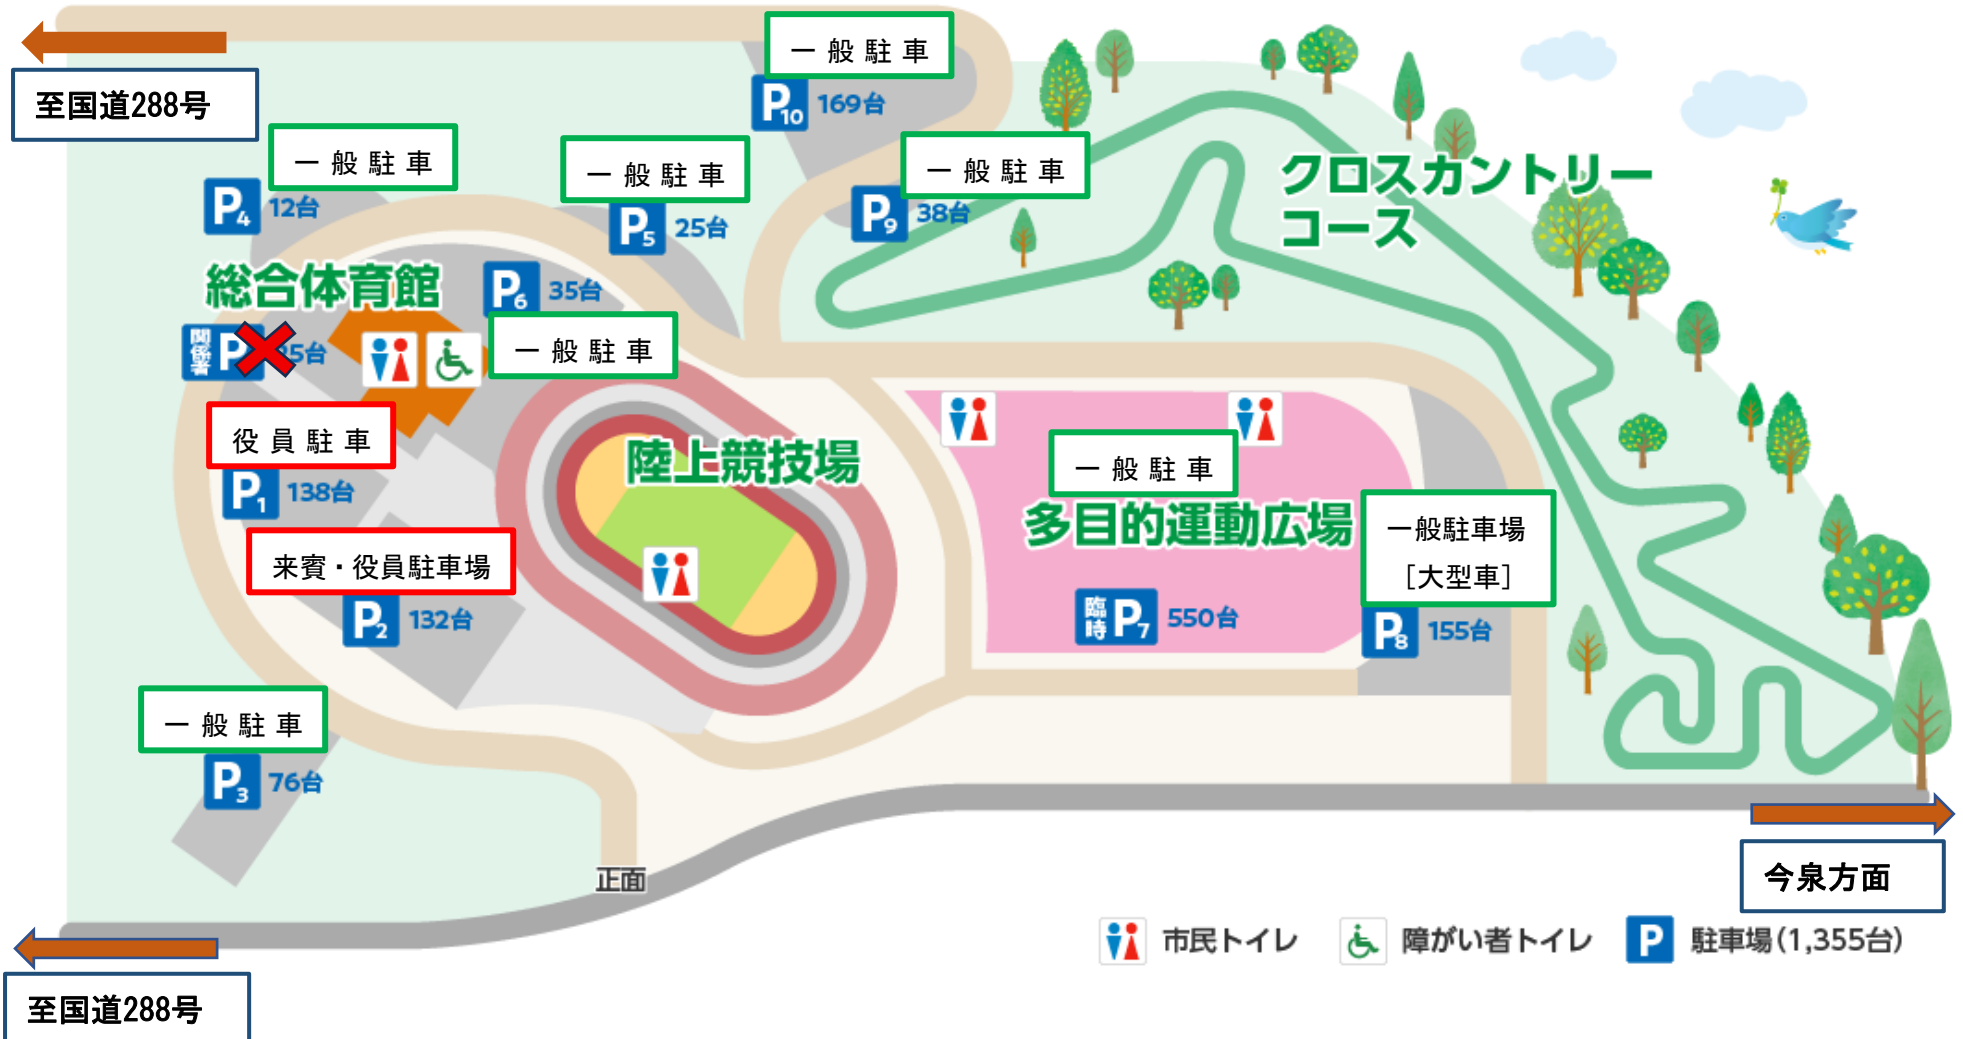 至国道288号
一般駐車
P10 169台
一般駐車
P4 12台
一般駐車
P5 25台
一般駐車
P9 38台
クロスカントリー
コース
総合体育館
P6 35台
一般駐車
関係者 P 25台
役員駐車
P1 138台
陸上競技場
一般駐車
多目的運動広場
一般駐車場
［大型車］
来賓・役員駐車場
P2 132台
臨時 P7 550台
P8 155台
一般駐車
P3 76台
正面
今泉方面
市民トイレ
障がい者トイレ
P 駐車場（1,355台）
至国道288号